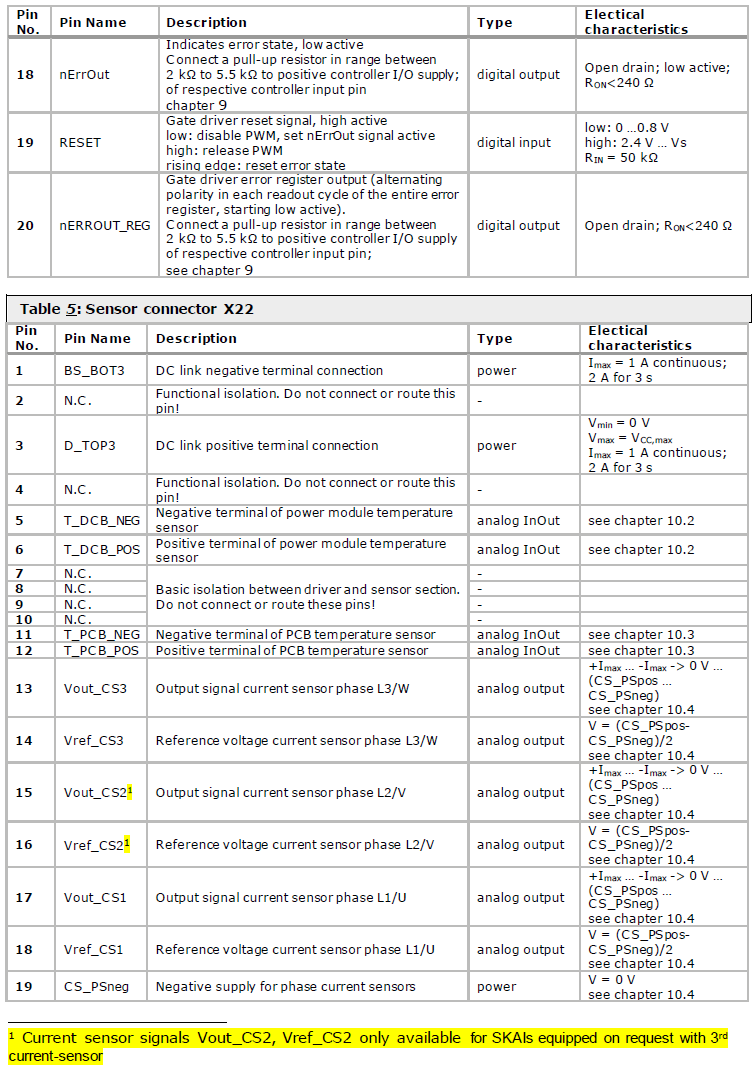 Pin No. Pin Name Description Type Electical characteristics
18 nErrOut Indicates error state, low active
Connect a pull-up resistor in range between
2 kΩ to 5.5 kΩ to positive controller I/O supply;
of respective controller input pin
chapter 9
digital output
Open drain; low active;
RON<240 Ω
19 RESET Gate driver reset signal, high active
low: disable PWM, set nErrOut signal active
high: release PWM
rising edge: reset error state
digital input
low: 0 ...0.8 V
high: 2.4 V ... Vs
RIN = 50 kΩ
20 nERROUT_REG Gate driver error register output (alternating
polarity in each readout cycle of the entire error
register, starting low active).
Connect a pull-up resistor in range between
2 kΩ to 5.5 kΩ to positive controller I/O supply
of respective controller input pin;
see chapter 9
digital output
Open drain; RON<240 Ω
Table 5: Sensor connector X22
Pin No. Pin Name Description Type Electical characteristics
1 BS_BOT3 DC link negative terminal connection power Imax = 1 A continuous;
2 A for 3 s
2 N.C. Functional isolation. Do not connect or route this
pin!
-
3 D_TOP3 DC link positive terminal connection power Vmin = 0 V
Vmax = VCC,max
Imax = 1 A continuous;
2 A for 3 s
4 N.C. Functional isolation. Do not connect or route this
pin!
-
5 T_DCB_NEG Negative terminal of power module temperature
sensor
analog InOut see chapter 10.2
6 T_DCB_POS Positive terminal of power module temperature
sensor
analog InOut see chapter 10.2
7 N.C. -
8 N.C. Basic isolation between driver and sensor section. -
9 N.C. Do not connect or route these pins! -
10 N.C. -
11 T_PCB_NEG Negative terminal of PCB temperature sensor analog InOut see chapter 10.3
12 T_PCB_POS Positive terminal of PCB temperature sensor analog InOut see chapter 10.3
13 Vout_CS3 Output signal current sensor phase L3/W analog output +Imax ... -Imax -> 0 V ...
(CS_PSpos ...
CS_PSneg)
see chapter 10.4
14 Vref_CS3 Reference voltage current sensor phase L3/W analog output V = (CS_PSpos-
CS_PSneg)/2
see chapter 10.4
15 Vout_CS2¹ Output signal current sensor phase L2/V analog output +Imax ... -Imax -> 0 V ...
(CS_PSpos ...
CS_PSneg)
see chapter 10.4
16 Vref_CS2¹ Reference voltage current sensor phase L2/V analog output V = (CS_PSpos-
CS_PSneg)/2
see chapter 10.4
17 Vout_CS1 Output signal current sensor phase L1/U analog output +Imax ... -Imax -> 0 V ...
(CS_PSpos ...
CS_PSneg)
see chapter 10.4
18 Vref_CS1 Reference voltage current sensor phase L1/U analog output V = (CS_PSpos-
CS_PSneg)/2
see chapter 10.4
19 CS_PSneg Negative supply for phase current sensors power V = 0 V
see chapter 10.4
¹ Current sensor signals Vout_CS2, Vref_CS2 only available for SKAIs equipped on request with 3rd
current-sensor